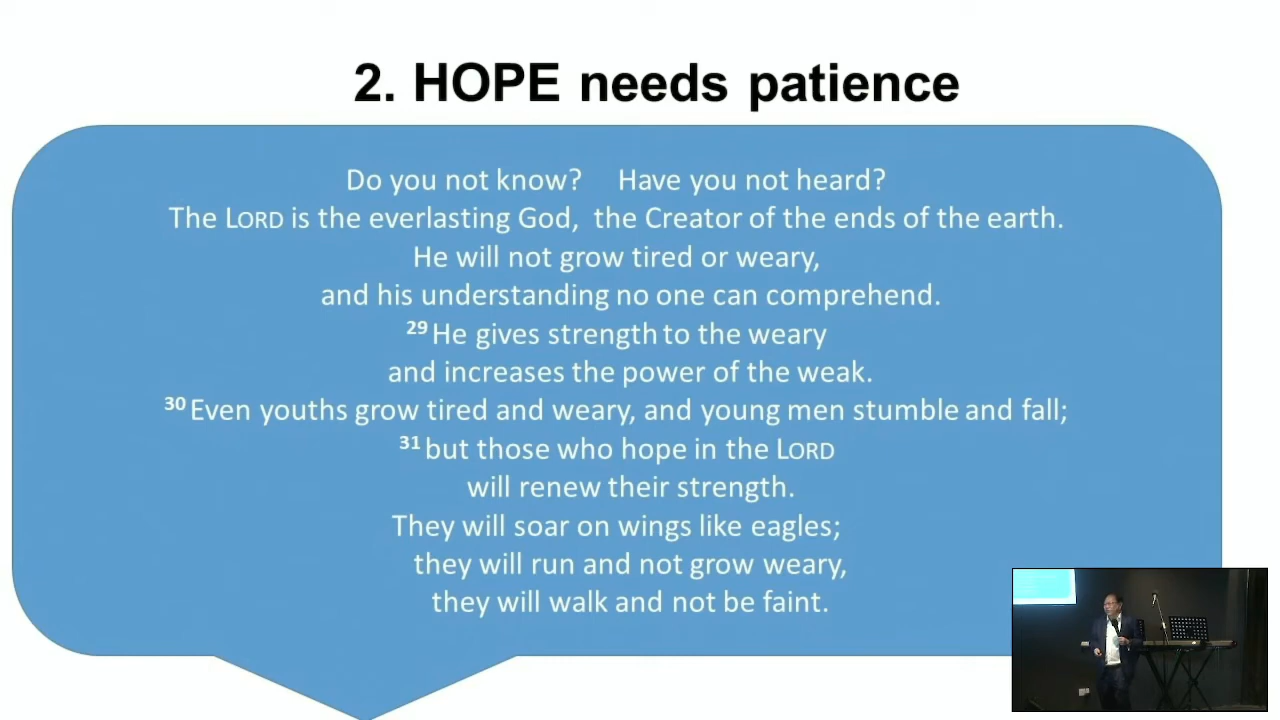 2. HOPE needs patience
Do you not know? Have you not heard?
The LORD is the everlasting God, the Creator of the ends of the earth.
He will not grow tired or weary,
and his understanding no one can comprehend.
29 He gives strength to the weary
and increases the power of the weak.
30 Even youths grow tired and weary, and young men stumble and fall;
31 but those who hope in the LORD
will renew their strength.
They will soar on wings like eagles;
they will run and not grow weary,
they will walk and not be faint.